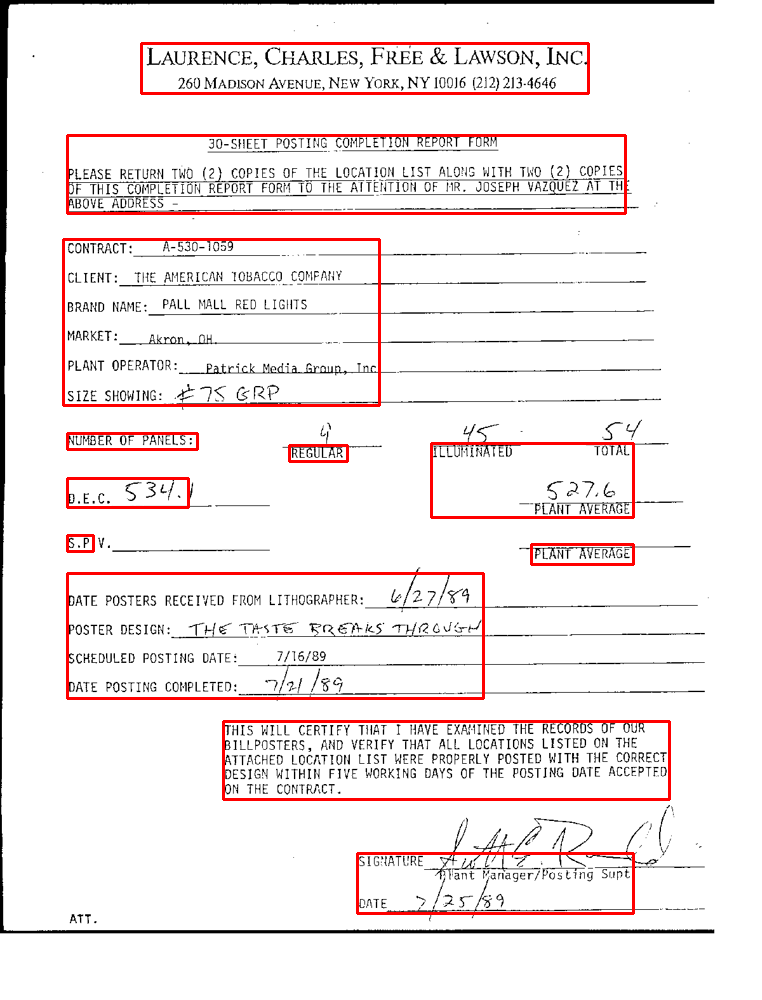 LAURENCE, CHARLES, FREE & LAWSON, INC.
260 MADISON AVENUE, NEW YORK, NY 10016 (212) 213-4646
30-SHEET POSTING COMPLETION REPORT FORM
PLEASE RETURN TWO (2) COPIES OF THE LOCATION LIST ALONG WITH TWO (2) COPIES
OF THIS COMPLETION REPORT FORM TO THE ATTENTION OF MR. JOSEPH VAZQUEZ AT THE
ABOVE ADDRESS -
CONTRACT: A-530-1059
CLIENT: THE AMERICAN TOBACCO COMPANY
BRAND NAME: PALL MALL RED LIGHTS
MARKET: Akron, OH.
PLANT OPERATOR: Patrick Media Group, Inc
SIZE SHOWING: #75 GRP
NUMBER OF PANELS: 9 45 54
REGULAR ILLUMINATED TOTAL
D.E.C. 534.1 527.6
PLANT AVERAGE
S.P.V.
PLANT AVERAGE
DATE POSTERS RECEIVED FROM LITHOGRAPHER: 6/27/89
POSTER DESIGN: THE TASTE BREAKS THROUGH
SCHEDULED POSTING DATE: 7/16/89
DATE POSTING COMPLETED: 7/21/89
THIS WILL CERTIFY THAT I HAVE EXAMINED THE RECORDS OF OUR
BILLPOSTERS, AND VERIFY THAT ALL LOCATIONS LISTED ON THE
ATTACHED LOCATION LIST WERE PROPERLY POSTED WITH THE CORRECT
DESIGN WITHIN FIVE WORKING DAYS OF THE POSTING DATE ACCEPTED
ON THE CONTRACT.
SIGNATURE
Plant Manager/Posting Supt
DATE 7/25/89
ATT.